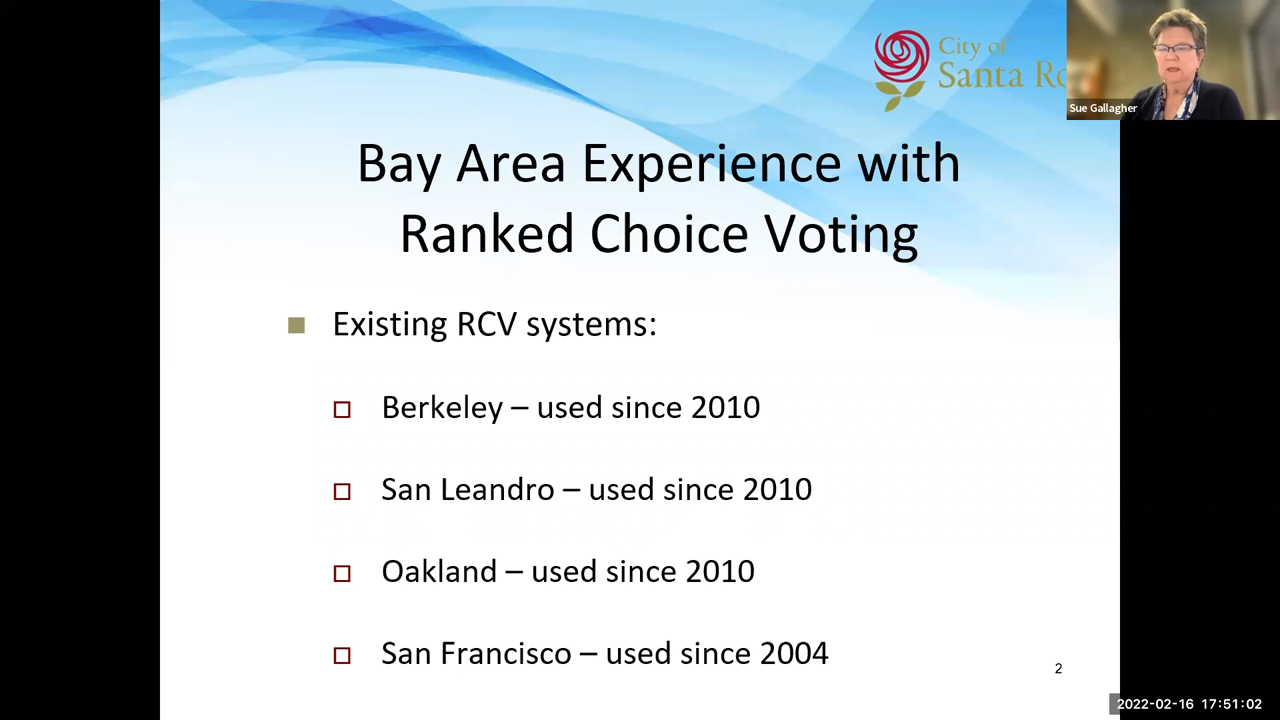 City of
Santa Ro
Sue Gallagher
Bay Area Experience with
Ranked Choice Voting
Existing RCV systems:
Berkeley – used since 2010
San Leandro – used since 2010
Oakland – used since 2010
San Francisco – used since 2004
2
2022-02-16 17:51:02